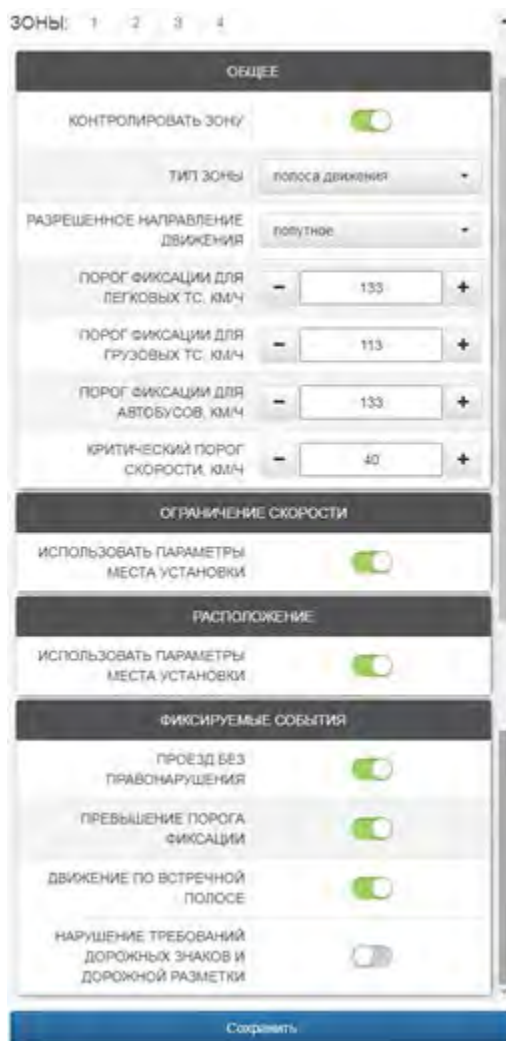 ЗОНЫ: 1 2 3 4
ОБЩЕЕ
КОНТРОЛИРОВАТЬ ЗОНУ
ТИП ЗОНЫ полоса движения
РАЗРЕШЕННОЕ НАПРАВЛЕНИЕ
ДВИЖЕНИЯ попутное
ПОРОГ ФИКСАЦИИ ДЛЯ
ЛЕГКОВЫХ ТС, КМ/Ч - 133 +
ПОРОГ ФИКСАЦИИ ДЛЯ
ГРУЗОВЫХ ТС, КМ/Ч - 113 +
ПОРОГ ФИКСАЦИИ ДЛЯ
АВТОБУСОВ, КМ/Ч - 133 +
КРИТИЧЕСКИЙ ПОРОГ
СКОРОСТИ, КМ/Ч - 40 +
ОГРАНИЧЕНИЕ СКОРОСТИ
ИСПОЛЬЗОВАТЬ ПАРАМЕТРЫ
МЕСТА УСТАНОВКИ
РАСПОЛОЖЕНИЕ
ИСПОЛЬЗОВАТЬ ПАРАМЕТРЫ
МЕСТА УСТАНОВКИ
ФИКСИРУЕМЫЕ СОБЫТИЯ
ПРОЕЗД БЕЗ
ПРАВОНАРУШЕНИЯ
ПРЕВЫШЕНИЕ ПОРОГА
ФИКСАЦИИ
ДВИЖЕНИЕ ПО ВСТРЕЧНОЙ
ПОЛОСЕ
НАРУШЕНИЕ ТРЕБОВАНИЙ
ДОРОЖНЫХ ЗНАКОВ И
ДОРОЖНОЙ РАЗМЕТКИ
Сохранить